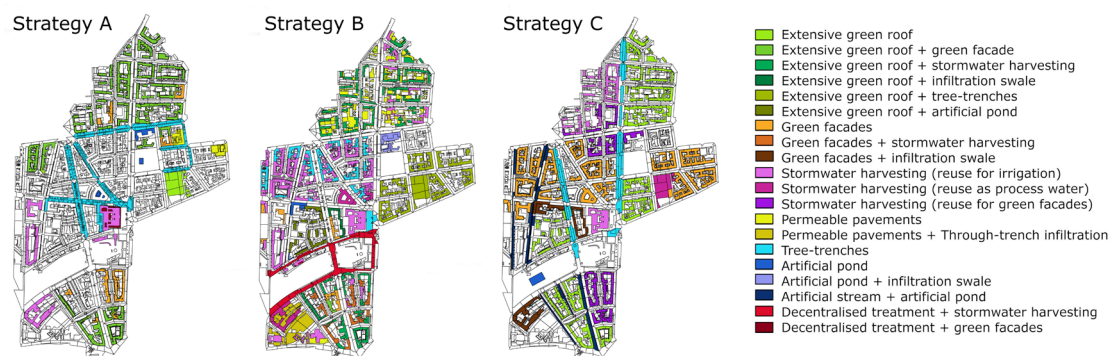 Strategy A
Strategy B
Strategy C
Extensive green roof
Extensive green roof + green facade
Extensive green roof + stormwater harvesting
Extensive green roof + infiltration swale
Extensive green roof + tree-trenches
Extensive green roof + artificial pond
Green facades
Green facades + stormwater harvesting
Green facades + infiltration swale
Stormwater harvesting (reuse for irrigation)
Stormwater harvesting (reuse as process water)
Stormwater harvesting (reuse for green facades)
Permeable pavements
Permeable pavements + Through-trench infiltration
Tree-trenches
Artificial pond
Artificial pond + infiltration swale
Artificial stream + artificial pond
Decentralised treatment + stormwater harvesting
Decentralised treatment + green facades